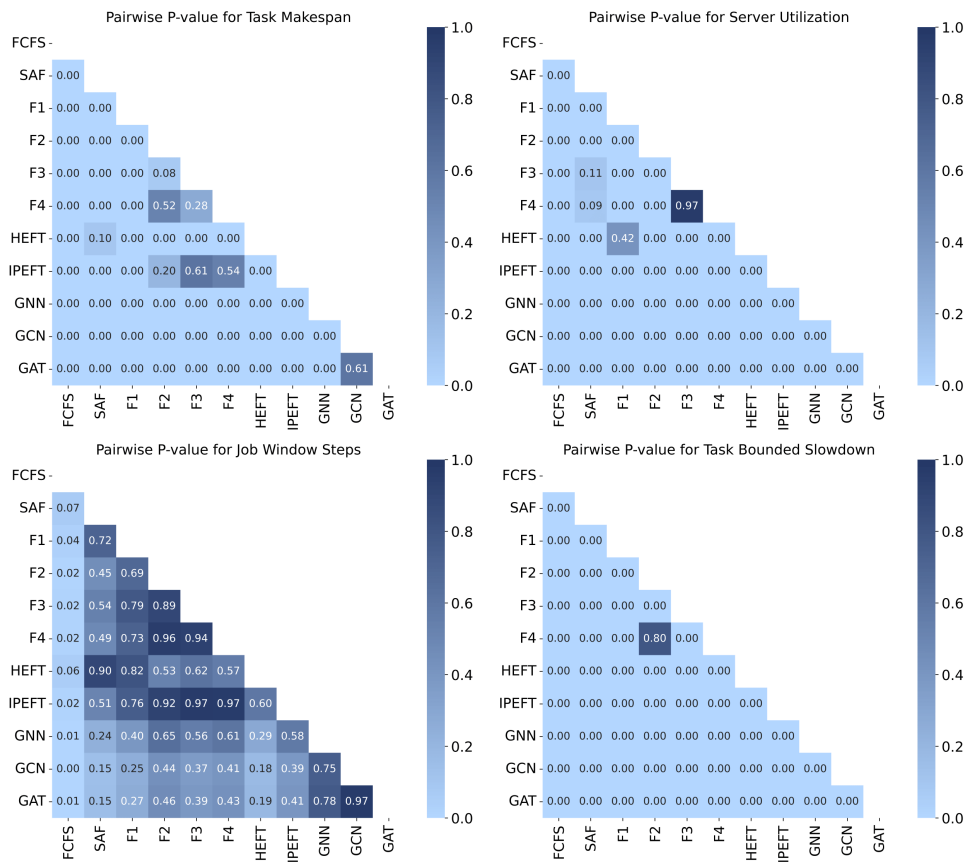 Pairwise P-value for Task Makespan
FCFS
SAF 0.00
F1 0.00 0.00
F2 0.00 0.00 0.00
F3 0.00 0.00 0.00 0.08
F4 0.00 0.00 0.00 0.52 0.28
HEFT 0.00 0.10 0.00 0.00 0.00 0.00
IPEFT 0.00 0.00 0.00 0.20 0.61 0.54 0.00
GNN 0.00 0.00 0.00 0.00 0.00 0.00 0.00 0.00
GCN 0.00 0.00 0.00 0.00 0.00 0.00 0.00 0.00 0.00
GAT 0.00 0.00 0.00 0.00 0.00 0.00 0.00 0.00 0.00 0.61
FCFS SAF F1 F2 F3 F4 HEFT IPEFT GNN GCN GAT
1.0
0.8
0.6
0.4
0.2
0.0
Pairwise P-value for Server Utilization
FCFS
SAF 0.00
F1 0.00 0.00
F2 0.00 0.00 0.00
F3 0.00 0.11 0.00 0.00
F4 0.00 0.09 0.00 0.00 0.97
HEFT 0.00 0.00 0.42 0.00 0.00 0.00
IPEFT 0.00 0.00 0.00 0.00 0.00 0.00 0.00
GNN 0.00 0.00 0.00 0.00 0.00 0.00 0.00 0.00
GCN 0.00 0.00 0.00 0.00 0.00 0.00 0.00 0.00 0.00
GAT 0.00 0.00 0.00 0.00 0.00 0.00 0.00 0.00 0.00 0.00
FCFS SAF F1 F2 F3 F4 HEFT IPEFT GNN GCN GAT
1.0
0.8
0.6
0.4
0.2
0.0
Pairwise P-value for Job Window Steps
FCFS
SAF 0.07
F1 0.04 0.72
F2 0.02 0.45 0.69
F3 0.02 0.54 0.79 0.89
F4 0.02 0.49 0.73 0.96 0.94
HEFT 0.06 0.90 0.82 0.53 0.62 0.57
IPEFT 0.02 0.51 0.76 0.92 0.97 0.97 0.60
GNN 0.01 0.24 0.40 0.65 0.56 0.61 0.29 0.58
GCN 0.00 0.15 0.25 0.44 0.37 0.41 0.18 0.39 0.75
GAT 0.01 0.15 0.27 0.46 0.39 0.43 0.19 0.41 0.78 0.97
FCFS SAF F1 F2 F3 F4 HEFT IPEFT GNN GCN GAT
1.0
0.8
0.6
0.4
0.2
0.0
Pairwise P-value for Task Bounded Slowdown
FCFS
SAF 0.00
F1 0.00 0.00
F2 0.00 0.00 0.00
F3 0.00 0.00 0.00 0.00
F4 0.00 0.00 0.00 0.80 0.00
HEFT 0.00 0.00 0.00 0.00 0.00 0.00
IPEFT 0.00 0.00 0.00 0.00 0.00 0.00 0.00
GNN 0.00 0.00 0.00 0.00 0.00 0.00 0.00 0.00
GCN 0.00 0.00 0.00 0.00 0.00 0.00 0.00 0.00 0.00
GAT 0.00 0.00 0.00 0.00 0.00 0.00 0.00 0.00 0.00 0.00
FCFS SAF F1 F2 F3 F4 HEFT IPEFT GNN GCN GAT
1.0
0.8
0.6
0.4
0.2
0.0